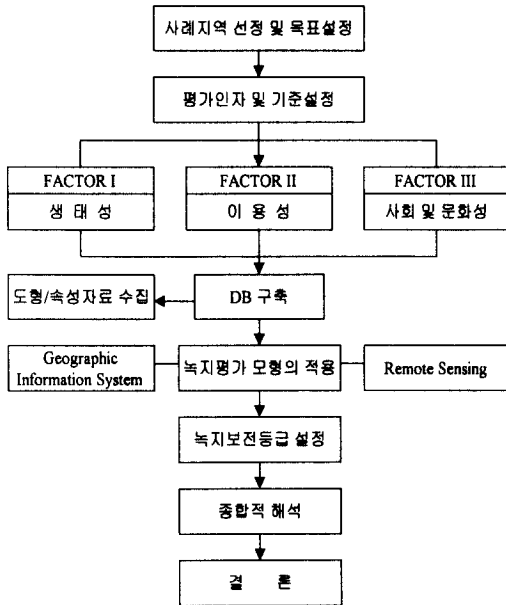 사례지역 선정 및 목표설정
평가인자 및 기준설정
FACTOR I
생 태 성
FACTOR II
이 용 성
FACTOR III
사회 및 문화성
도형/속성자료 수집
DB 구축
Geographic
Information System
녹지평가 모형의 적용
Remote Sensing
녹지보전등급 설정
종합적 해석
결 론